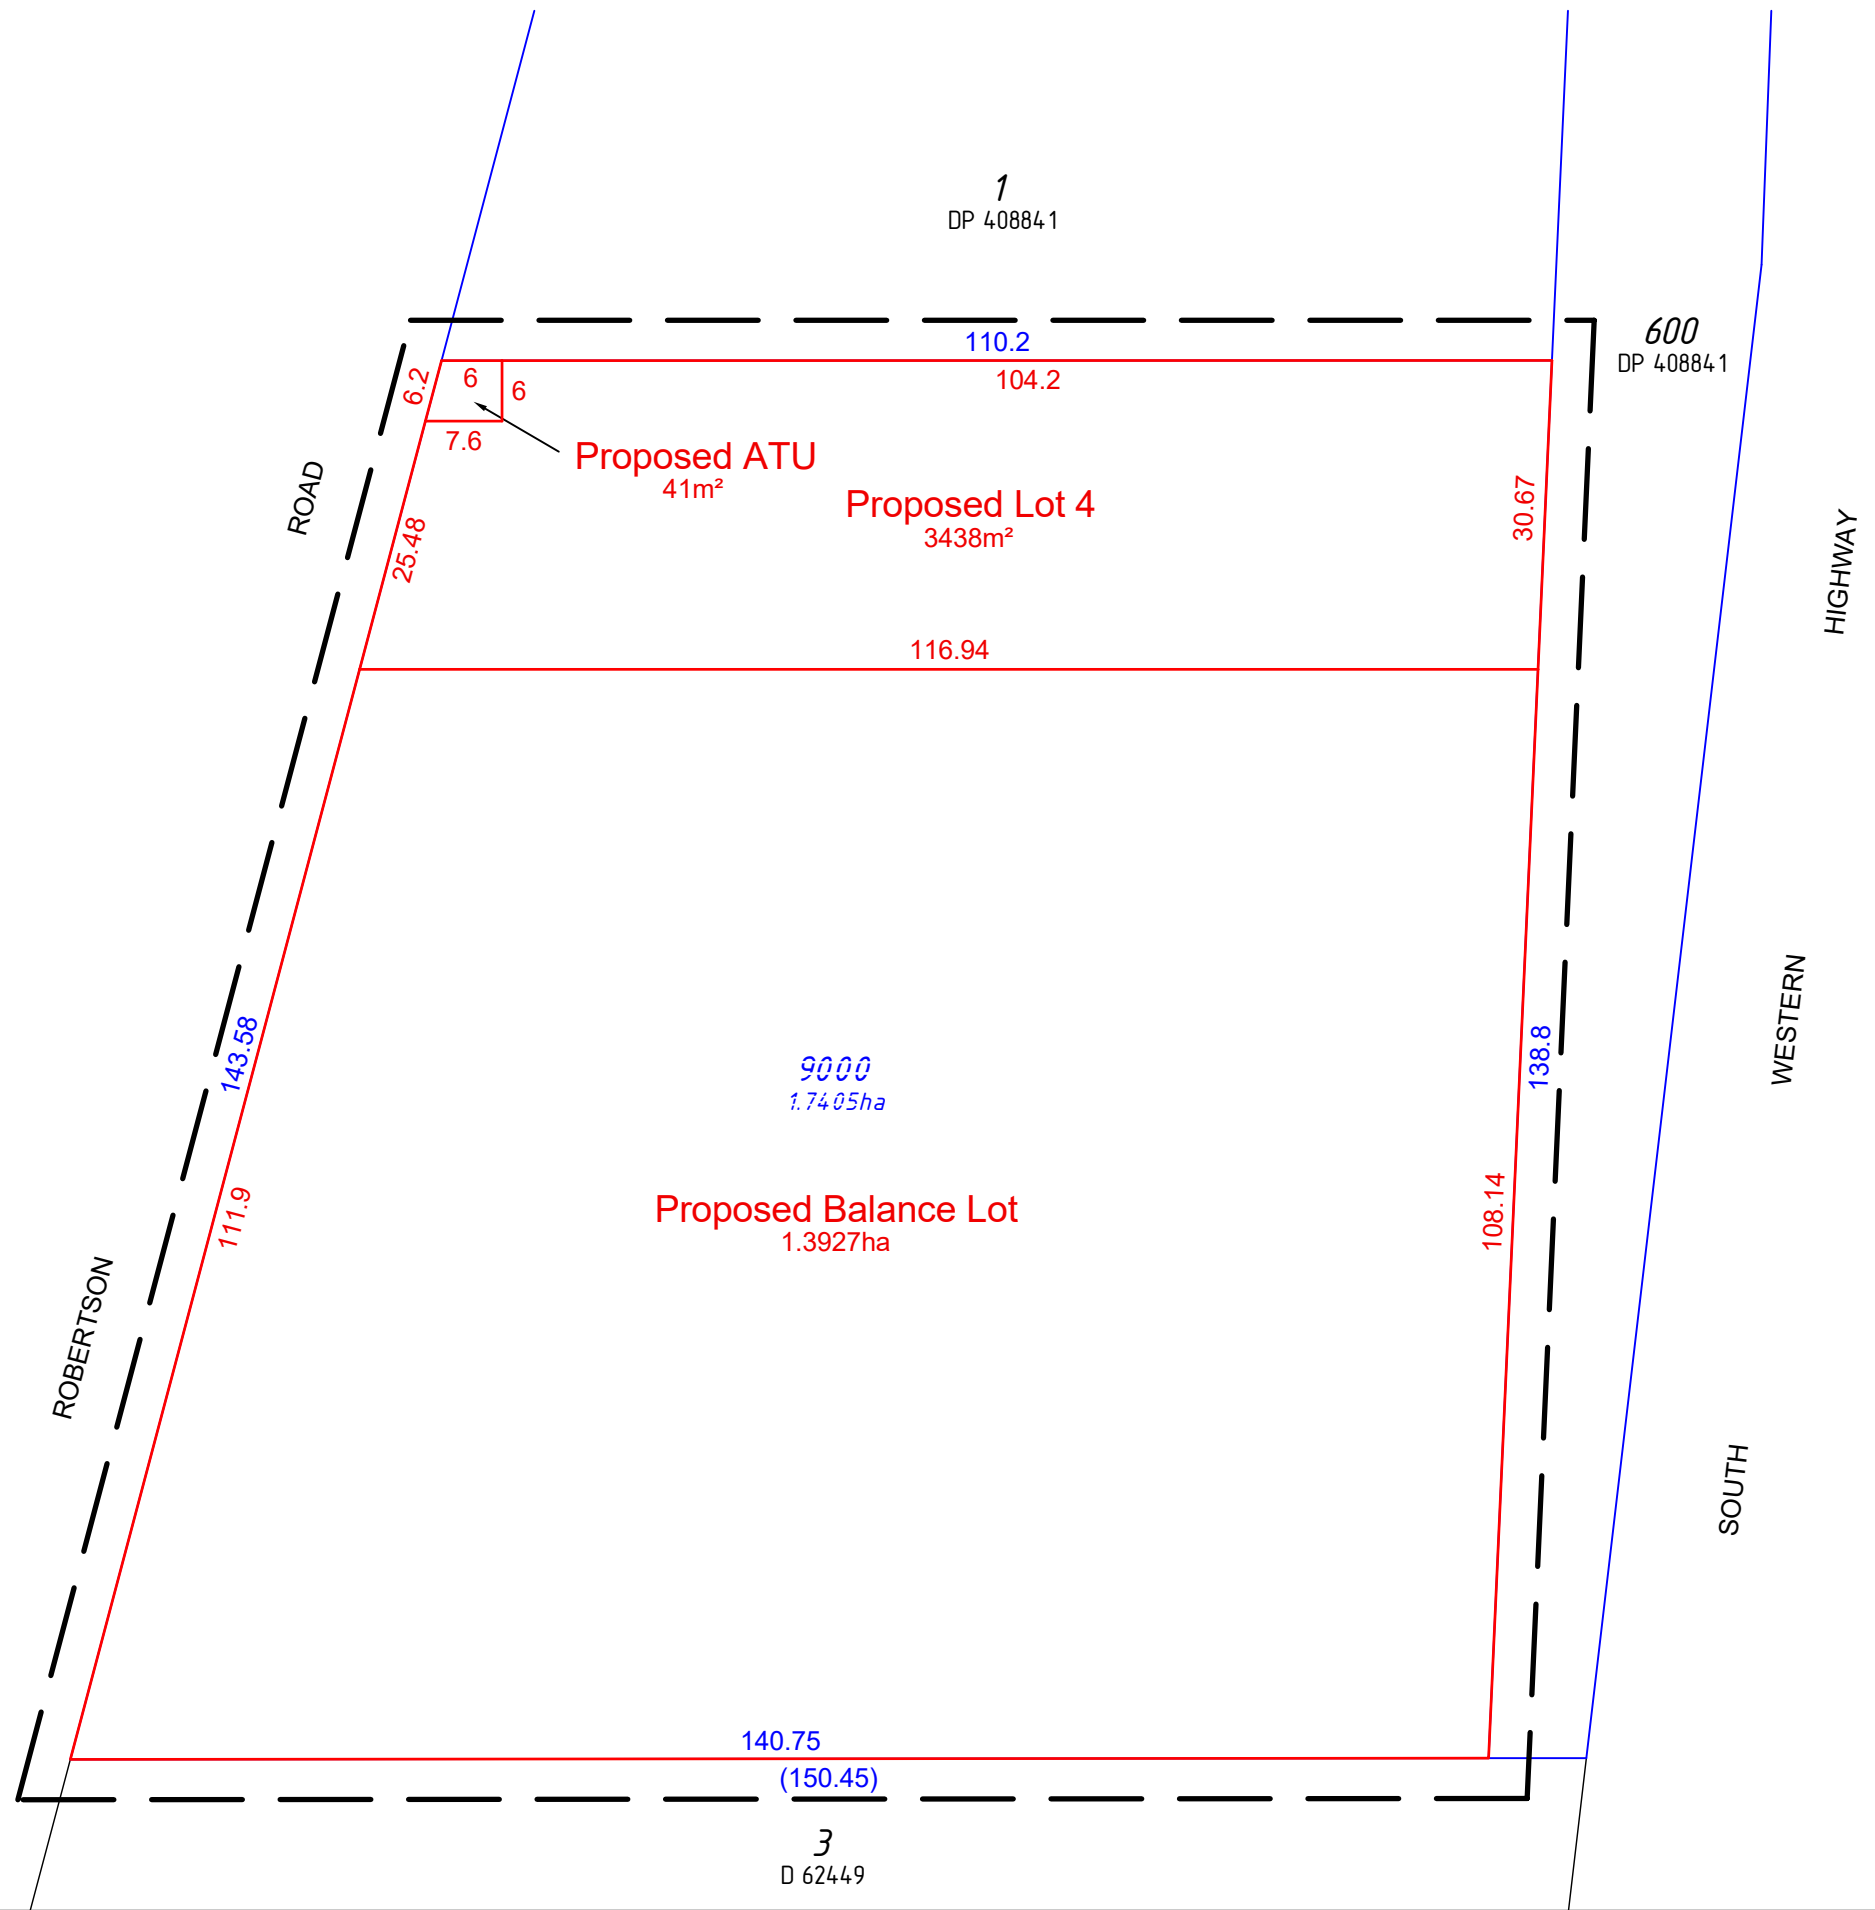 1
DP 408841
600
DP 408841
110.2
104.2
6.2
6
6
7.6
Proposed ATU
41m²
Proposed Lot 4
3438m²
30.67
25.48
ROAD
HIGHWAY
116.94
WESTERN
143.58
138.8
9000
1.7405ha
Proposed Balance Lot
1.3927ha
111.9
108.14
ROBERTSON
SOUTH
140.75
(150.45)
3
D 62449